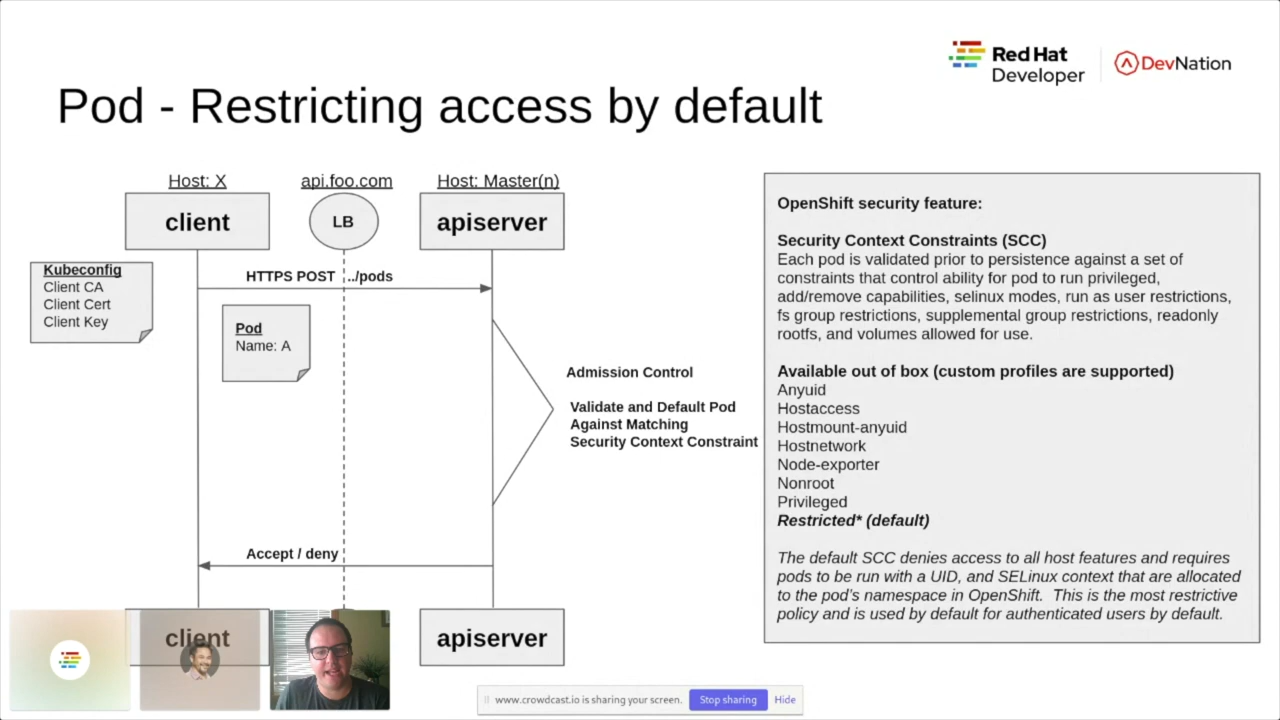 Red Hat
Developer
DevNation
Pod - Restricting access by default
Host: X
api.foo.com
Host: Master(n)
client
LB
apiserver
Kubeconfig
Client CA
Client Cert
Client Key
HTTPS POST ../pods
Pod
Name: A
Admission Control
Validate and Default Pod
Against Matching
Security Context Constraint
Accept / deny
client
apiserver
OpenShift security feature:
Security Context Constraints (SCC)
Each pod is validated prior to persistence against a set of
constraints that control ability for pod to run privileged,
add/remove capabilities, selinux modes, run as user restrictions,
fs group restrictions, supplemental group restrictions, readonly
rootfs, and volumes allowed for use.
Available out of box (custom profiles are supported)
Anyuid
Hostaccess
Hostmount-anyuid
Hostnetwork
Node-exporter
Nonroot
Privileged
Restricted* (default)
The default SCC denies access to all host features and requires
pods to be run with a UID, and SELinux context that are allocated
to the pod's namespace in OpenShift.  This is the most restrictive
policy and is used by default for authenticated users by default.
www.crowdcast.io is sharing your screen.
Stop sharing
Hide